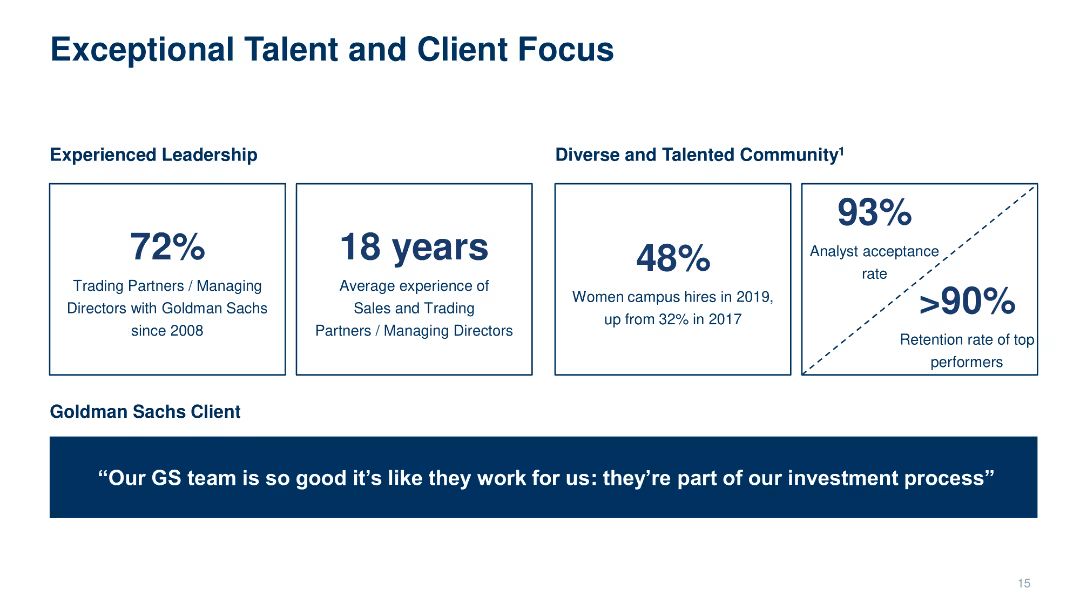 Exceptional Talent and Client Focus
Experienced Leadership
72%
Trading Partners / Managing
Directors with Goldman Sachs
since 2008
18 years
Average experience of
Sales and Trading
Partners / Managing Directors
Diverse and Talented Community¹
48%
Women campus hires in 2019,
up from 32% in 2017
93%
Analyst acceptance
rate
>90%
Retention rate of top
performers
Goldman Sachs Client
“Our GS team is so good it’s like they work for us: they’re part of our investment process”
15